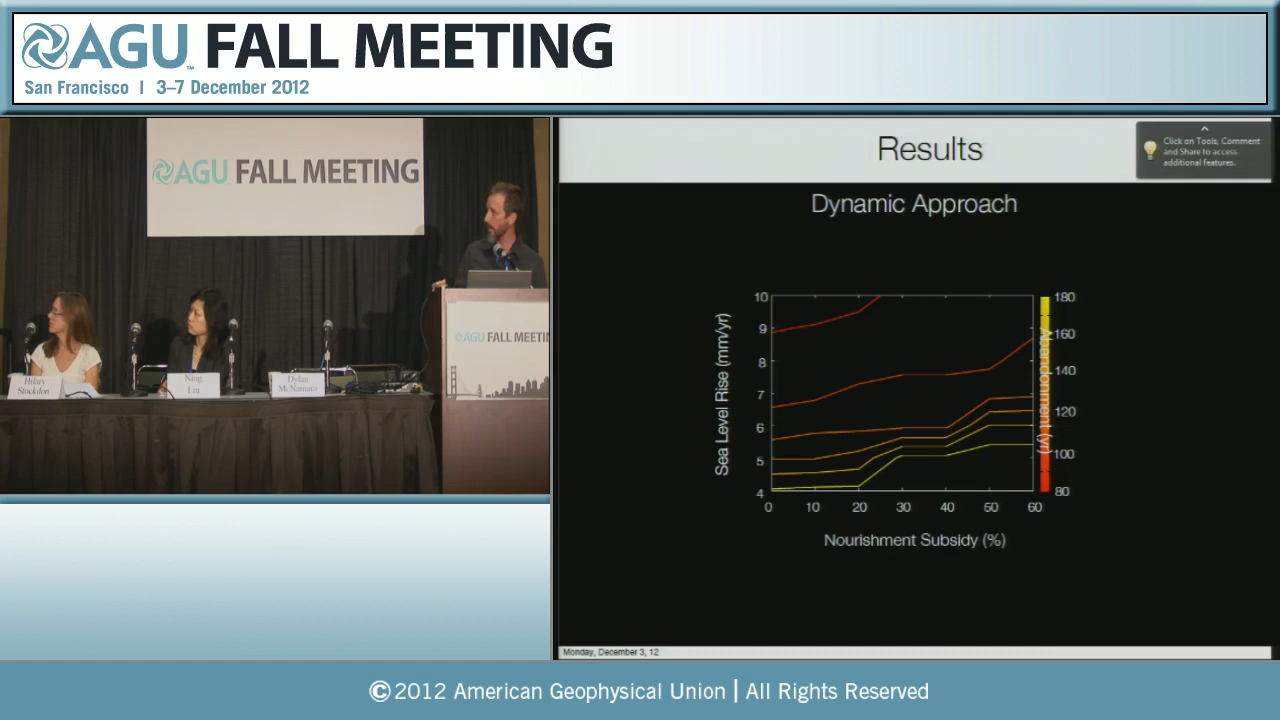 AGU FALL MEETING
San Francisco | 3–7 December 2012
AGU FALL MEETING
AGU FALL MEETIN
Hilary
Stockdon
Ning
Lin
Dylan
McNamara
Results
Click on Tools, Comment
and Share to access
additional features.
Dynamic Approach
Sea Level Rise (mm/yr)
10
9
8
7
6
5
4
0 10 20 30 40 50 60
Nourishment Subsidy (%)
180
160
140
120
100
80
Abandonment (yr)
Monday, December 3, 12
©2012 American Geophysical Union | All Rights Reserved